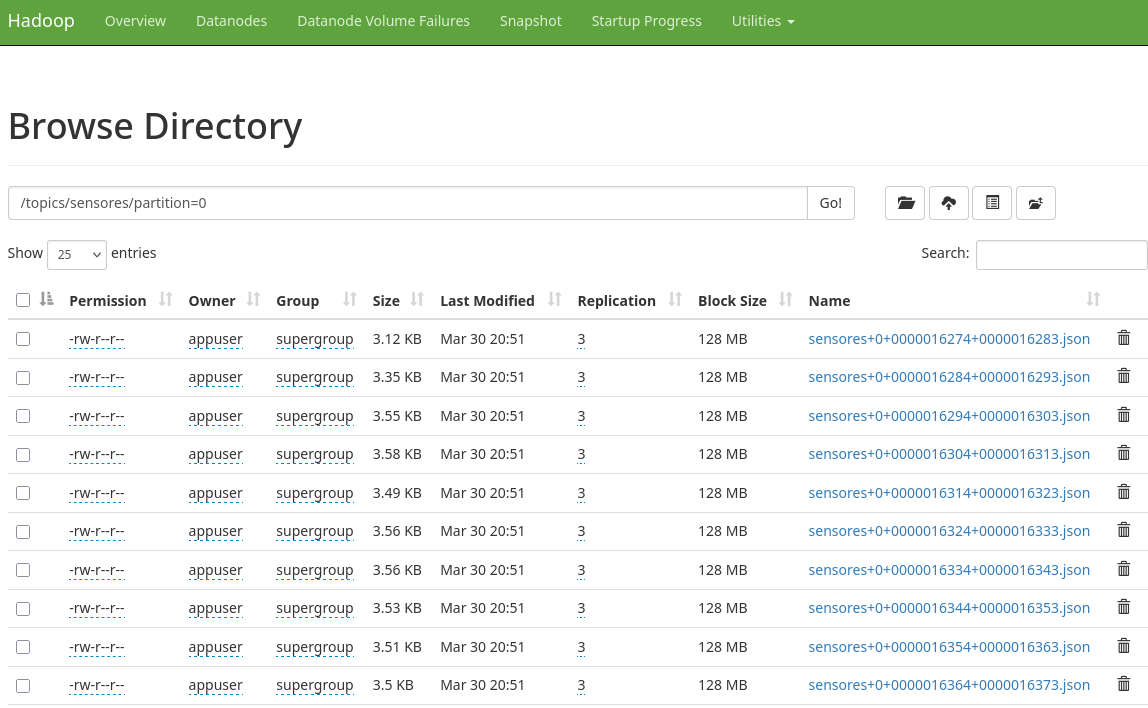 Hadoop Overview Datanodes Datanode Volume Failures Snapshot Startup Progress Utilities
Browse Directory
/topics/sensores/partition=0 Go!
Show 25 entries Search:
Permission Owner Group Size Last Modified Replication Block Size Name
-rw-r--r-- appuser supergroup 3.12 KB Mar 30 20:51 3 128 MB sensores+0+0000016274+0000016283.json
-rw-r--r-- appuser supergroup 3.35 KB Mar 30 20:51 3 128 MB sensores+0+0000016284+0000016293.json
-rw-r--r-- appuser supergroup 3.55 KB Mar 30 20:51 3 128 MB sensores+0+0000016294+0000016303.json
-rw-r--r-- appuser supergroup 3.58 KB Mar 30 20:51 3 128 MB sensores+0+0000016304+0000016313.json
-rw-r--r-- appuser supergroup 3.49 KB Mar 30 20:51 3 128 MB sensores+0+0000016314+0000016323.json
-rw-r--r-- appuser supergroup 3.56 KB Mar 30 20:51 3 128 MB sensores+0+0000016324+0000016333.json
-rw-r--r-- appuser supergroup 3.56 KB Mar 30 20:51 3 128 MB sensores+0+0000016334+0000016343.json
-rw-r--r-- appuser supergroup 3.53 KB Mar 30 20:51 3 128 MB sensores+0+0000016344+0000016353.json
-rw-r--r-- appuser supergroup 3.51 KB Mar 30 20:51 3 128 MB sensores+0+0000016354+0000016363.json
-rw-r--r-- appuser supergroup 3.5 KB Mar 30 20:51 3 128 MB sensores+0+0000016364+0000016373.json